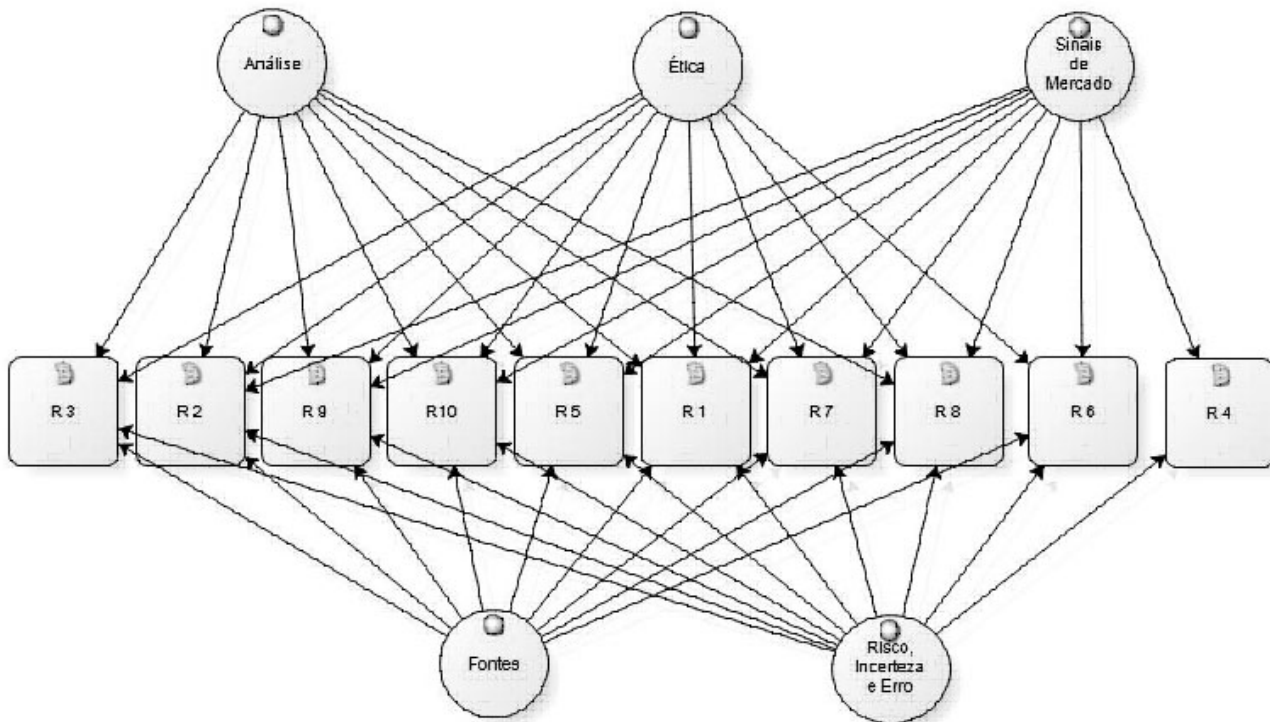 Análise
Ética
Sinais
de
Mercado
R 3
R 2
R 9
R10
R 5
R 1
R 7
R 8
R 6
R 4
Fontes
Risco,
Incerteza
e Erro